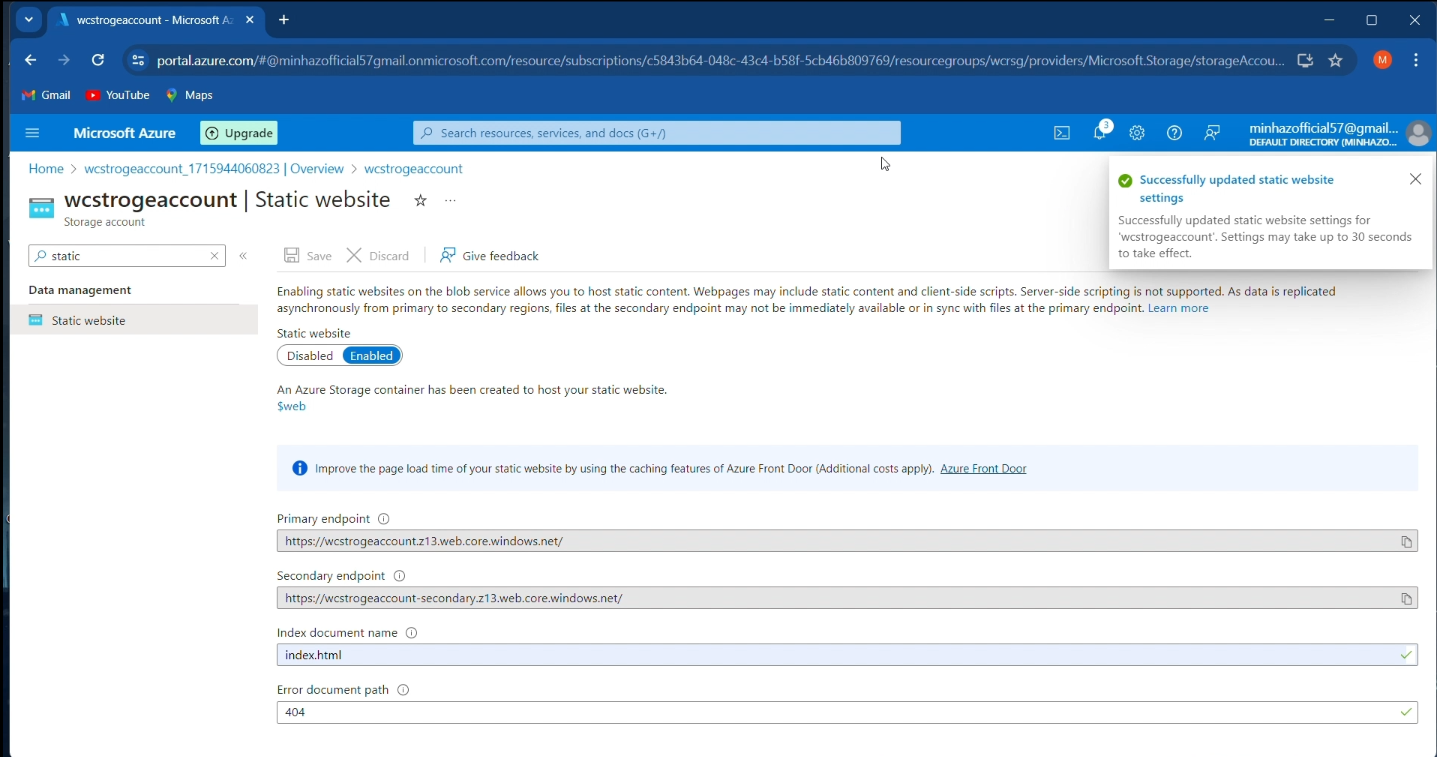 wcstrogeaccount - Microsoft Az
portal.azure.com/#@minhazofficial57gmail.onmicrosoft.com/resource/subscriptions/c5843b64-048c-43c4-b58f-5cb46b809769/resourcegroups/wcrsg/providers/Microsoft.Storage/storageAccou...
M
Gmail YouTube Maps
Microsoft Azure
Upgrade
Search resources, services, and docs (G+/)
3
minhazofficial57@gmail....
DEFAULT DIRECTORY (MINHAZO...
Home > wcstrogeaccount_1715944060823 | Overview > wcstrogeaccount
wcstrogeaccount | Static website
...
Storage account
Successfully updated static website
settings
Successfully updated static website settings for
'wcstrogeaccount'. Settings may take up to 30 seconds
to take effect.
static
Save Discard Give feedback
Data management
Static website
Enabling static websites on the blob service allows you to host static content. Webpages may include static content and client-side scripts. Server-side scripting is not supported. As data is replicated
asynchronously from primary to secondary regions, files at the secondary endpoint may not be immediately available or in sync with files at the primary endpoint. Learn more
Static website
Disabled Enabled
An Azure Storage container has been created to host your static website.
$web
Improve the page load time of your static website by using the caching features of Azure Front Door (Additional costs apply). Azure Front Door
Primary endpoint
https://wcstrogeaccount.z13.web.core.windows.net/
Secondary endpoint
https://wcstrogeaccount-secondary.z13.web.core.windows.net/
Index document name
index.html
Error document path
404